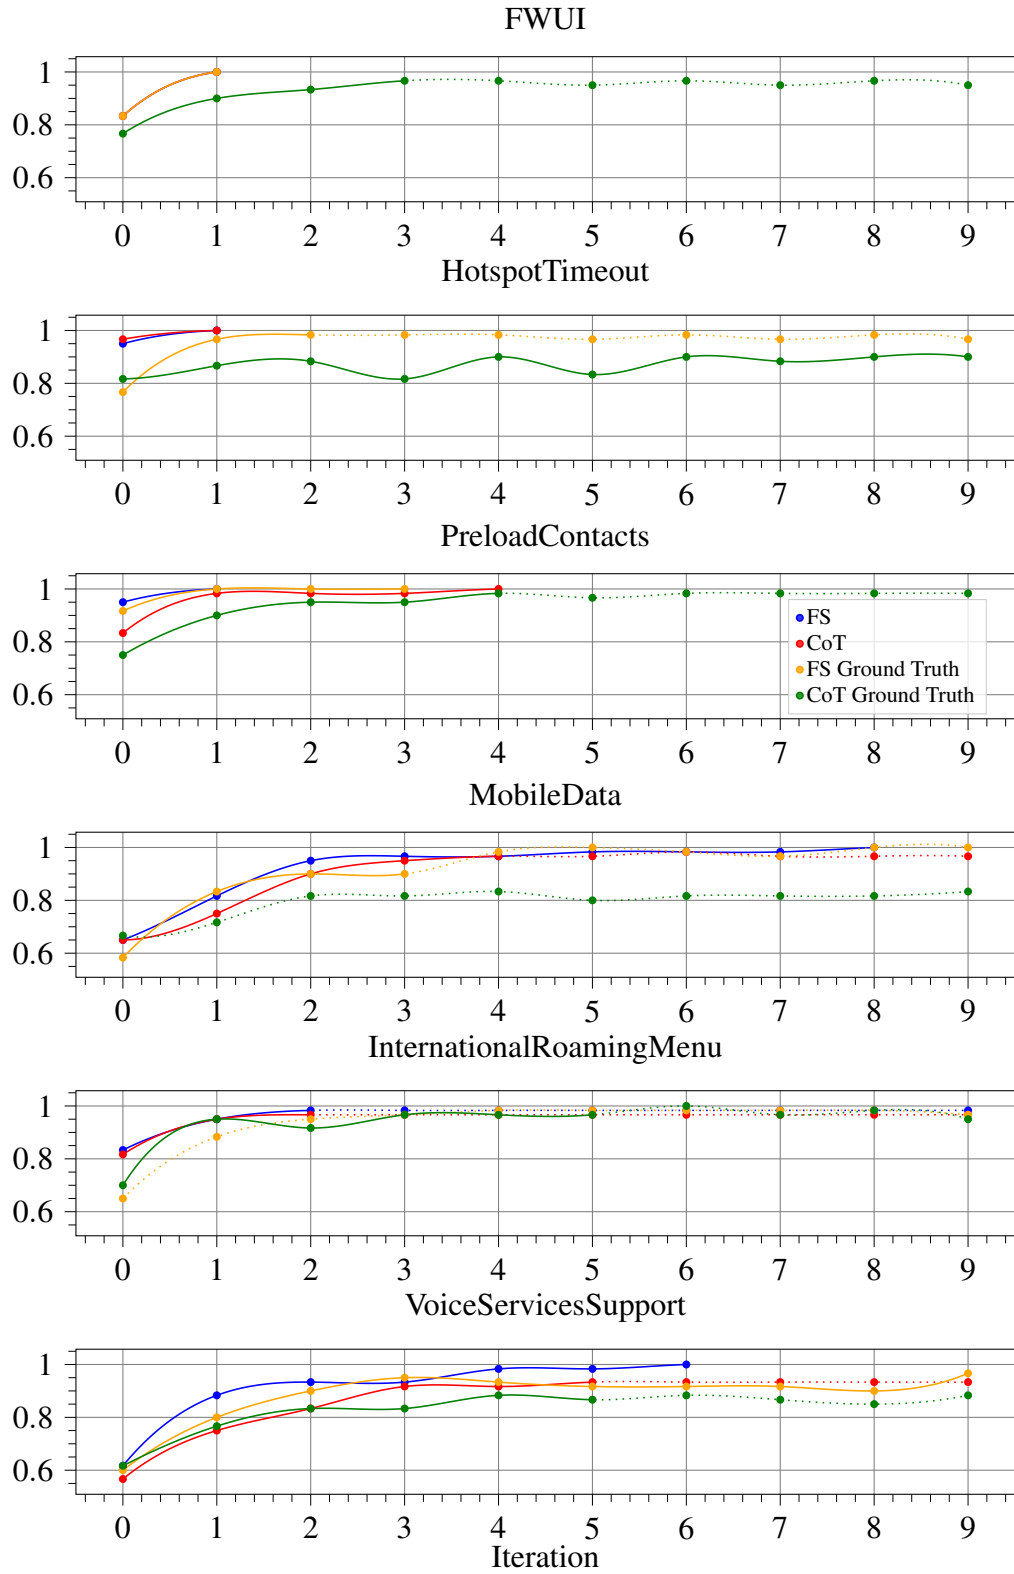 FWUI
1
0.8
0.6
0 1 2 3 4 5 6 7 8 9
HotspotTimeout
1
0.8
0.6
0 1 2 3 4 5 6 7 8 9
PreloadContacts
1
0.8
0.6
FS
CoT
FS Ground Truth
CoT Ground Truth
0 1 2 3 4 5 6 7 8 9
MobileData
1
0.8
0.6
0 1 2 3 4 5 6 7 8 9
InternationalRoamingMenu
1
0.8
0.6
0 1 2 3 4 5 6 7 8 9
VoiceServicesSupport
1
0.8
0.6
0 1 2 3 4 5 6 7 8 9
Iteration